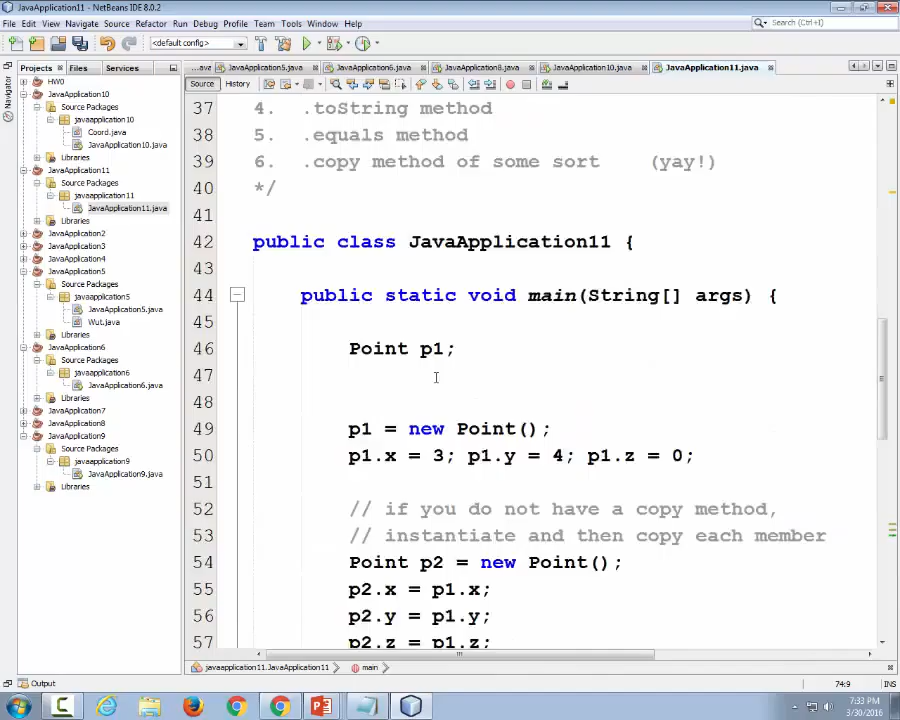 JavaApplication11 - NetBeans IDE 8.0.2
File Edit View Navigate Source Refactor Run Debug Profile Team Tools Window Help
Search (Ctrl+I)
<default config>
Projects Files Services
...ava JavaApplication5.java JavaApplication6.java JavaApplication8.java JavaApplication10.java JavaApplication11.java
Source History
Navigator
HW0
JavaApplication10
Source Packages
javaapplication10
Coord.java
JavaApplication10.java
Libraries
JavaApplication11
Source Packages
javaapplication11
JavaApplication11.java
Libraries
JavaApplication2
JavaApplication3
JavaApplication4
JavaApplication5
Source Packages
javaapplication5
JavaApplication5.java
Wut.java
Libraries
JavaApplication6
Source Packages
javaapplication6
JavaApplication6.java
Libraries
JavaApplication7
JavaApplication8
JavaApplication9
Source Packages
javaapplication9
JavaApplication9.java
Libraries
37 4. .toString method
38 5. .equals method
39 6. .copy method of some sort (yay!)
40 */
41
42 public class JavaApplication11 {
43
44 public static void main(String[] args) {
45
46 Point p1;
47
48
49 p1 = new Point();
50 p1.x = 3; p1.y = 4; p1.z = 0;
51
52 // if you do not have a copy method,
53 // instantiate and then copy each member
54 Point p2 = new Point();
55 p2.x = p1.x;
56 p2.y = p1.y;
57 p2.z = p1.z;
javaapplication11.JavaApplication11 main
Output
74:9 INS
7:33 PM
3/30/2016